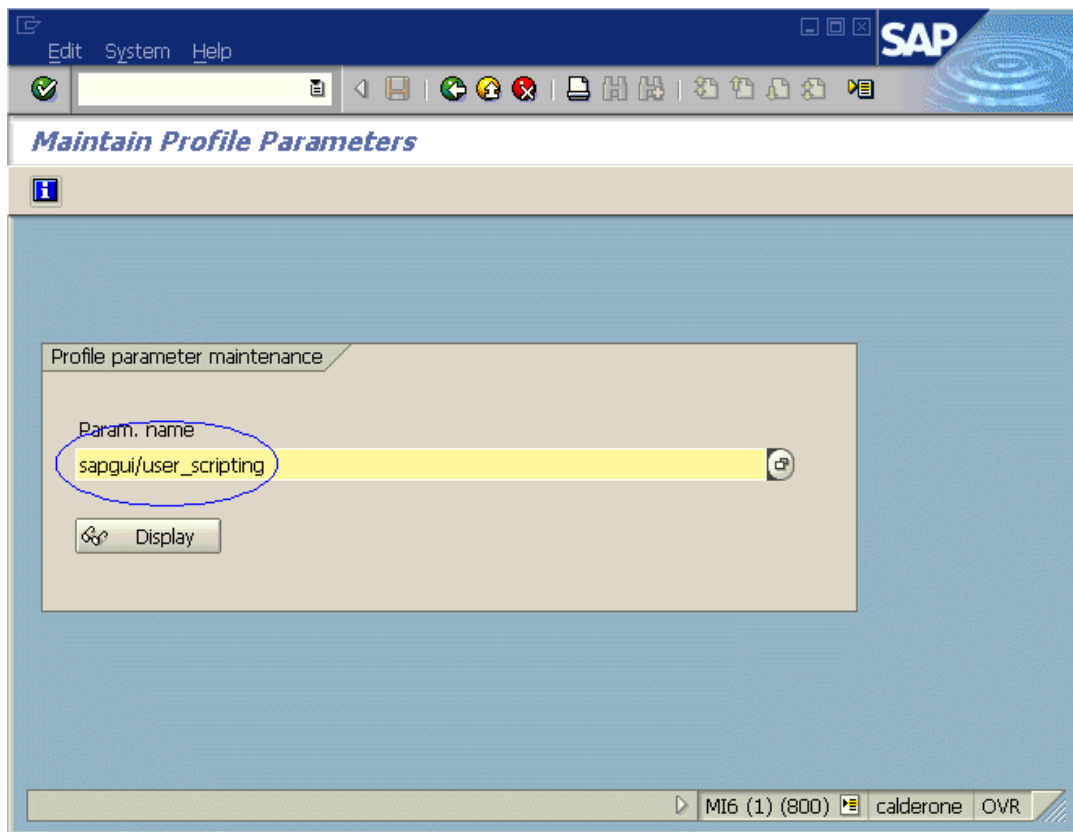 Edit System Help
SAP
Maintain Profile Parameters
Profile parameter maintenance
Param. name
sapgui/user_scripting
Display
MI6 (1) (800) calderone OVR